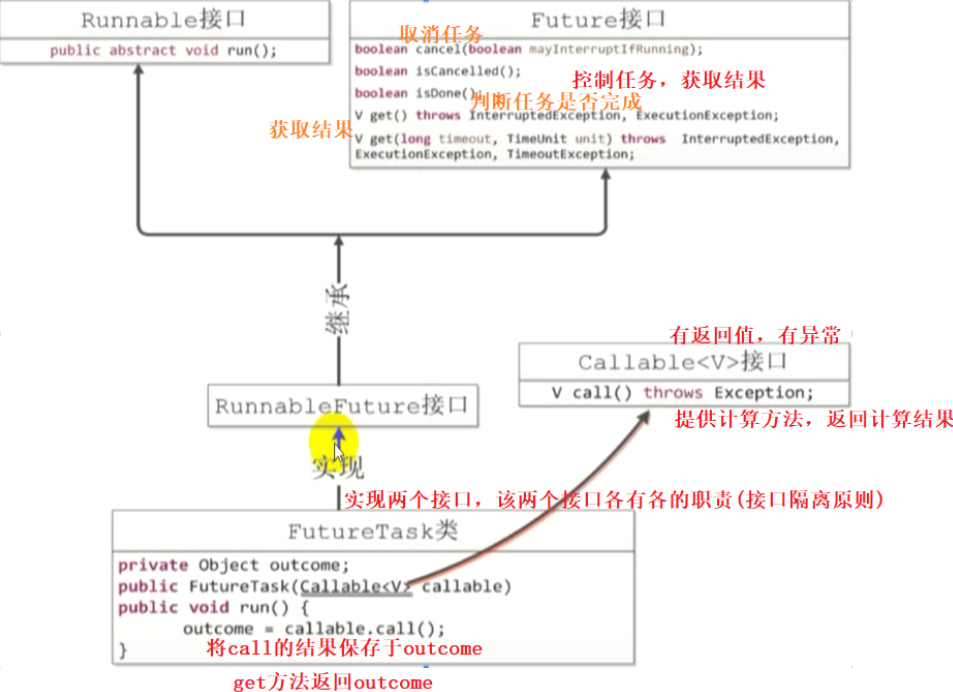 Runnable接口
public abstract void run();
Future接口
取消任务
boolean cancel(boolean mayInterruptIfRunning);
boolean isCancelled();
控制任务，获取结果
boolean isDone();
判断任务是否完成
V get() throws InterruptedException, ExecutionException;
获取结果
V get(long timeout, TimeUnit unit) throws InterruptedException,
ExecutionException, TimeoutException;
继承
有返回值，有异常
Callable<V>接口
V call() throws Exception;
提供计算方法，返回计算结果
RunnableFuture接口
实现
实现两个接口，该两个接口各有各的职责(接口隔离原则)
FutureTask类
private Object outcome;
public FutureTask(Callable<V> callable)
public void run() {
outcome = callable.call();
}
将call的结果保存于outcome
get方法返回outcome